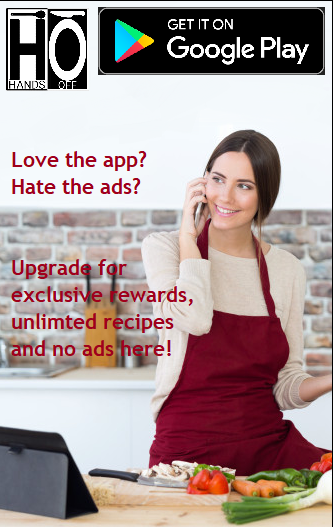 HO
HANDS OFF
GET IT ON
Google Play
Love the app?
Hate the ads?
Upgrade for
exclusive rewards,
unlimted recipes
and no ads here!